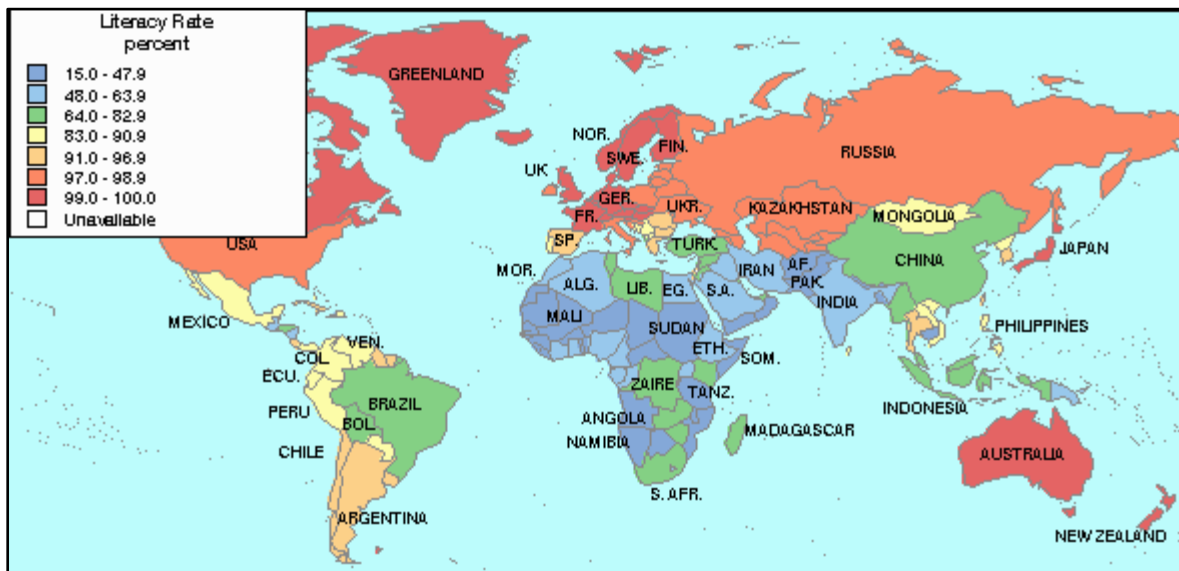 Literacy Rate
percent
15.0 - 47.9
48.0 - 63.9
64.0 - 82.9
83.0 - 90.9
91.0 - 96.9
97.0 - 98.9
99.0 - 100.0
Unavailable
GREENLAND
NOR.
SWE.
FIN.
RUSSIA
UK
GER.
FR.
UKR.
KAZAKHSTAN
MONGOLIA
USA
SP.
TURK.
CHINA
JAPAN
MOR.
ALG.
LIB.
EG.
S.A.
IRAN
AF.
PAK.
INDIA
MEXICO
MALI
SUDAN
PHILIPPINES
VEN.
COL.
ETH.
SOM.
ECU.
ZAIRE
TANZ.
PERU
BRAZIL
INDONESIA
BOL.
ANGOLA
MADAGASCAR
NAMIBIA
CHILE
AUSTRALIA
S. AFR.
ARGENTINA
NEW ZEALAND